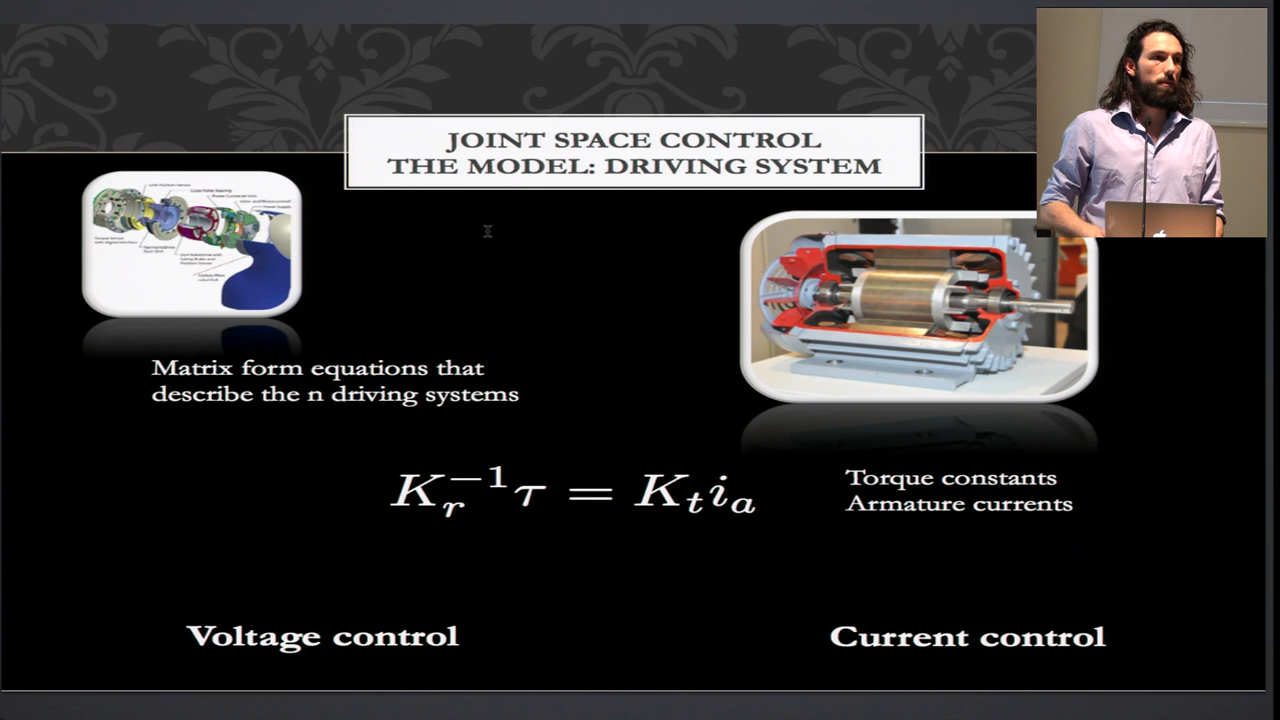 JOINT SPACE CONTROL
THE MODEL: DRIVING SYSTEM
Matrix form equations that
describe the n driving systems
K_r^{-1} τ = K_t i_a
Torque constants
Armature currents
Voltage control
Current control